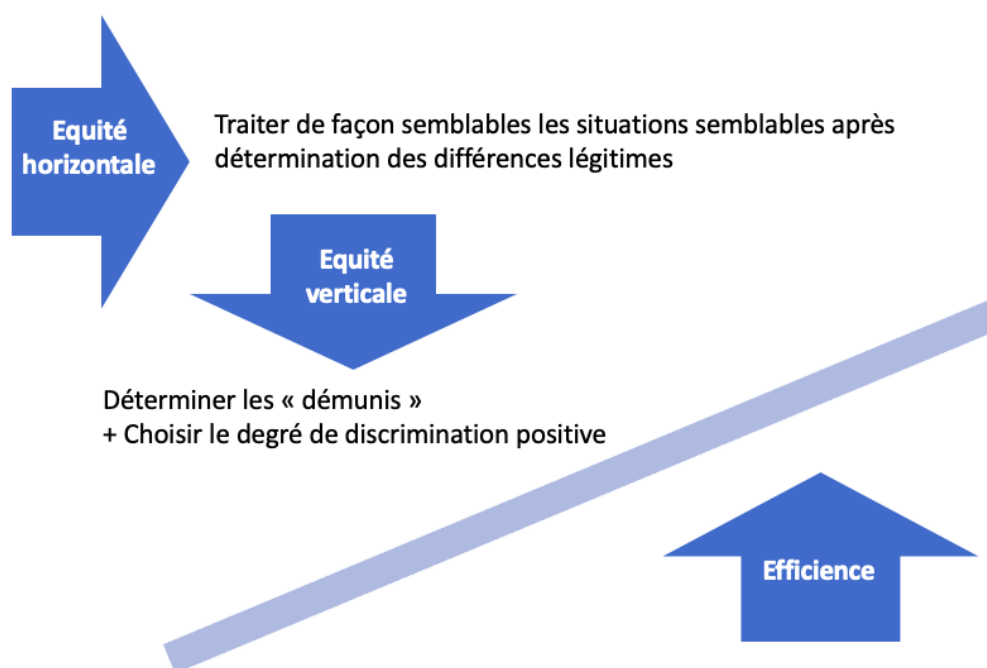 Equité
horizontale
Traiter de façon semblables les situations semblables après
détermination des différences légitimes
Equité
verticale
Déterminer les « démunis »
+ Choisir le degré de discrimination positive
Efficience